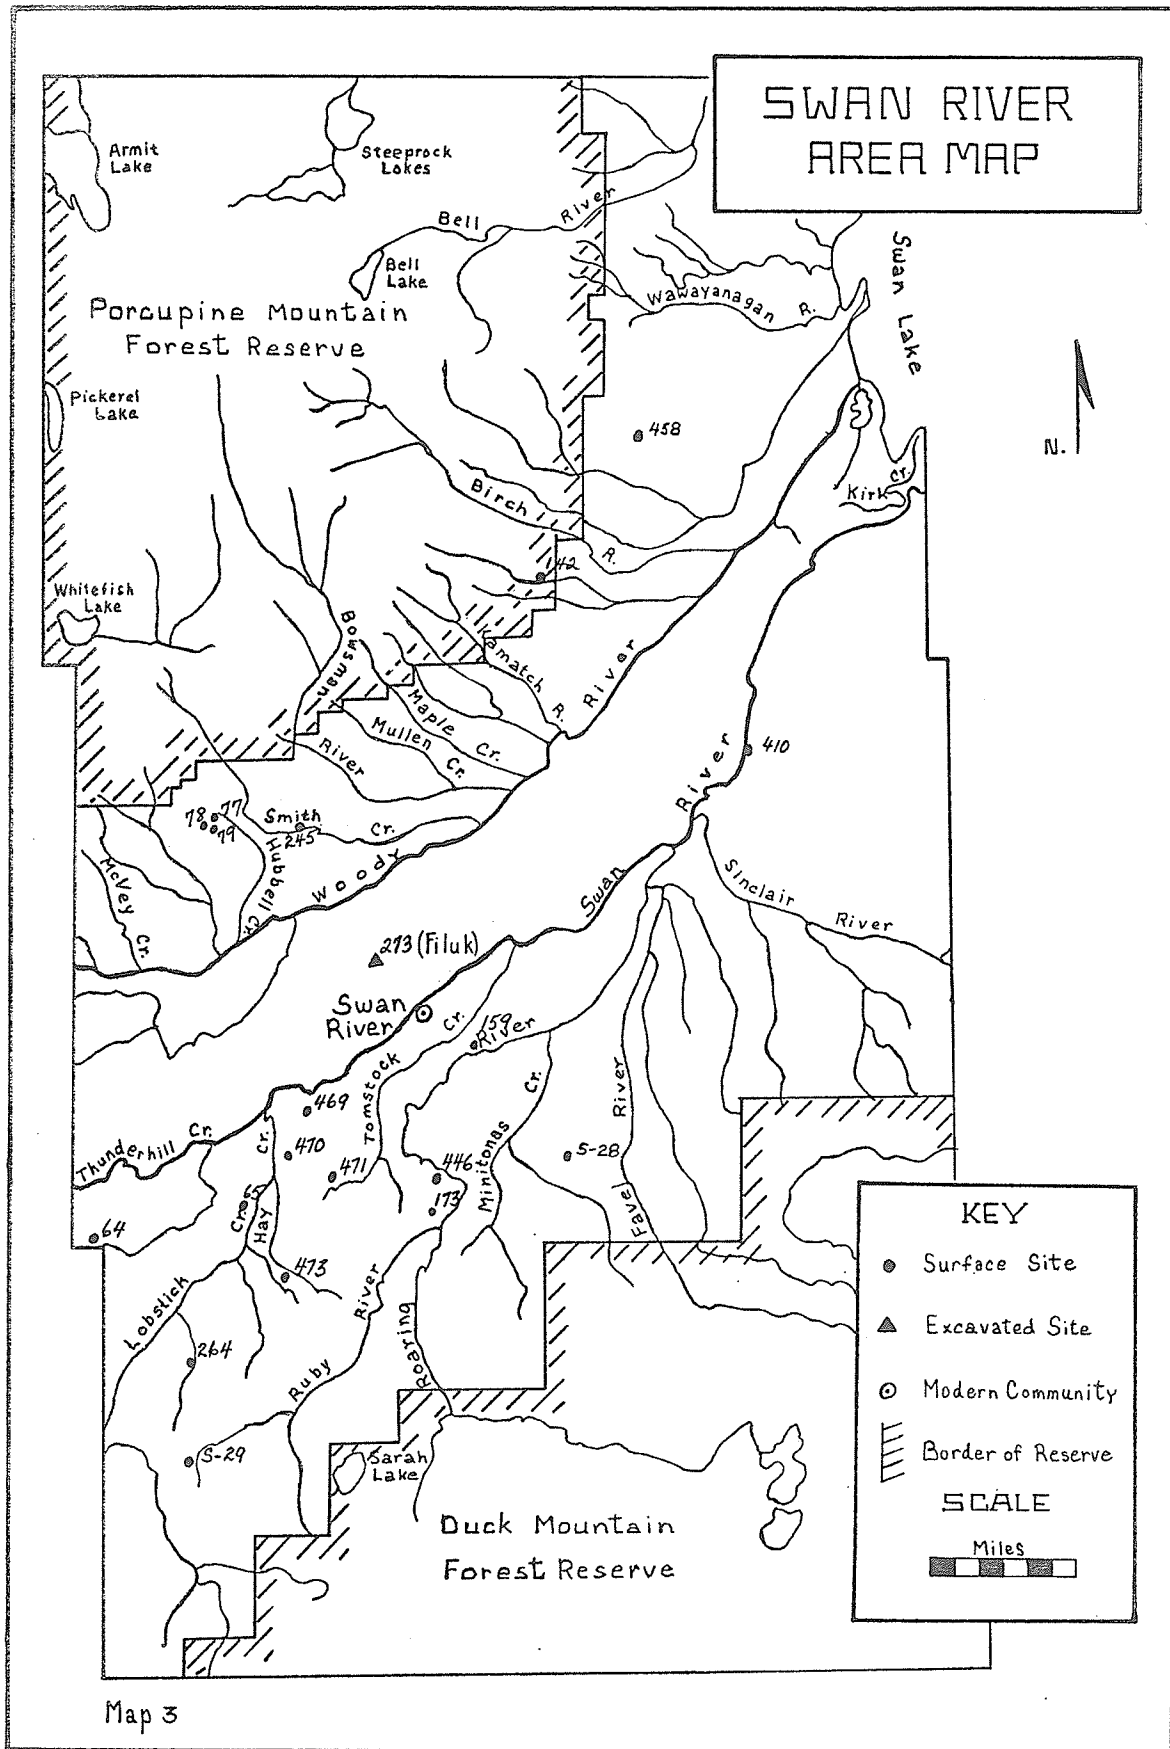 SWAN RIVER
AREA MAP
Armit
Lake
Steeprock
Lakes
Bell River
Bell
Lake
Swan Lake
Wawayanagan R.
Porcupine Mountain
Forest Reserve
Pickerel
Lake
458
N.
Kirk Cr.
Birch R.
142
Whitefish
Lake
Bowsman
River
Kamatch R.
Maple Cr.
Mullen Cr.
Woody River
410
78
77
79
Smith Cr.
245
Hubbell Cr.
McVey Cr.
Swan River
Sinclair River
273 (Filuk)
Swan
River
Tomstock Cr.
159
River
469
Thunderhill Cr.
470
471
446
173
Minitonas Cr.
S-28
Favel River
64
Hay Cr.
473
Lobstick Cr.
264
Ruby River
Roaring
S-29
Sarah
Lake
Duck Mountain
Forest Reserve
KEY
Surface Site
Excavated Site
Modern Community
Border of Reserve
SCALE
Miles
Map 3